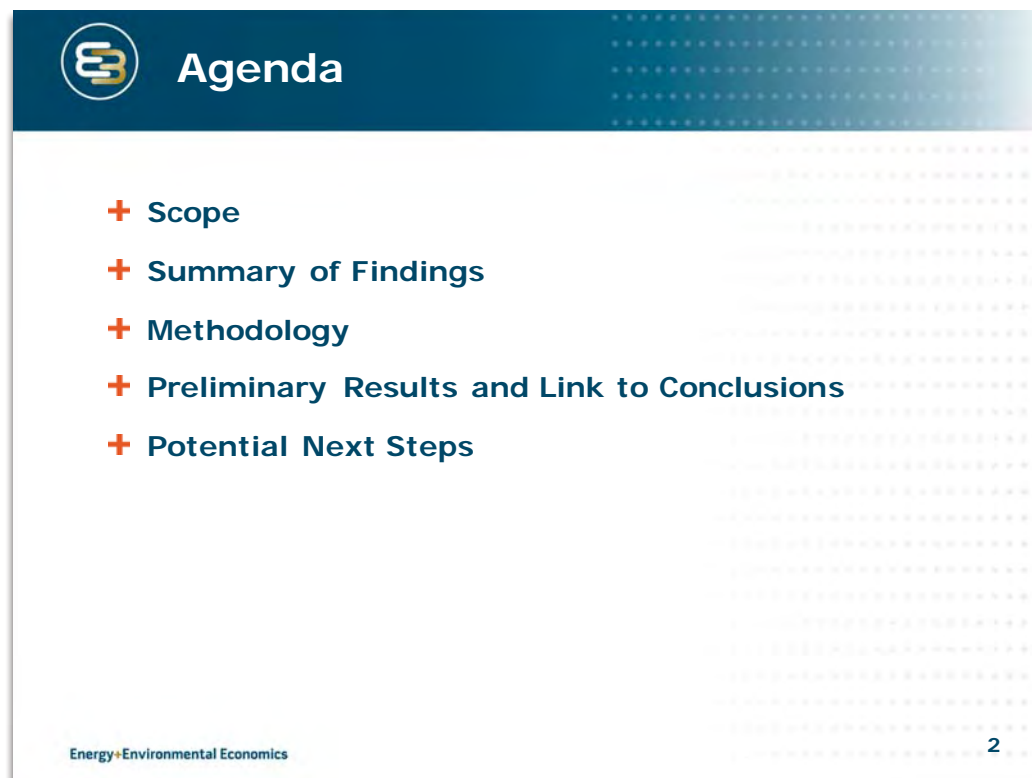 E3
Agenda
+ Scope
+ Summary of Findings
+ Methodology
+ Preliminary Results and Link to Conclusions
+ Potential Next Steps
Energy+Environmental Economics
2